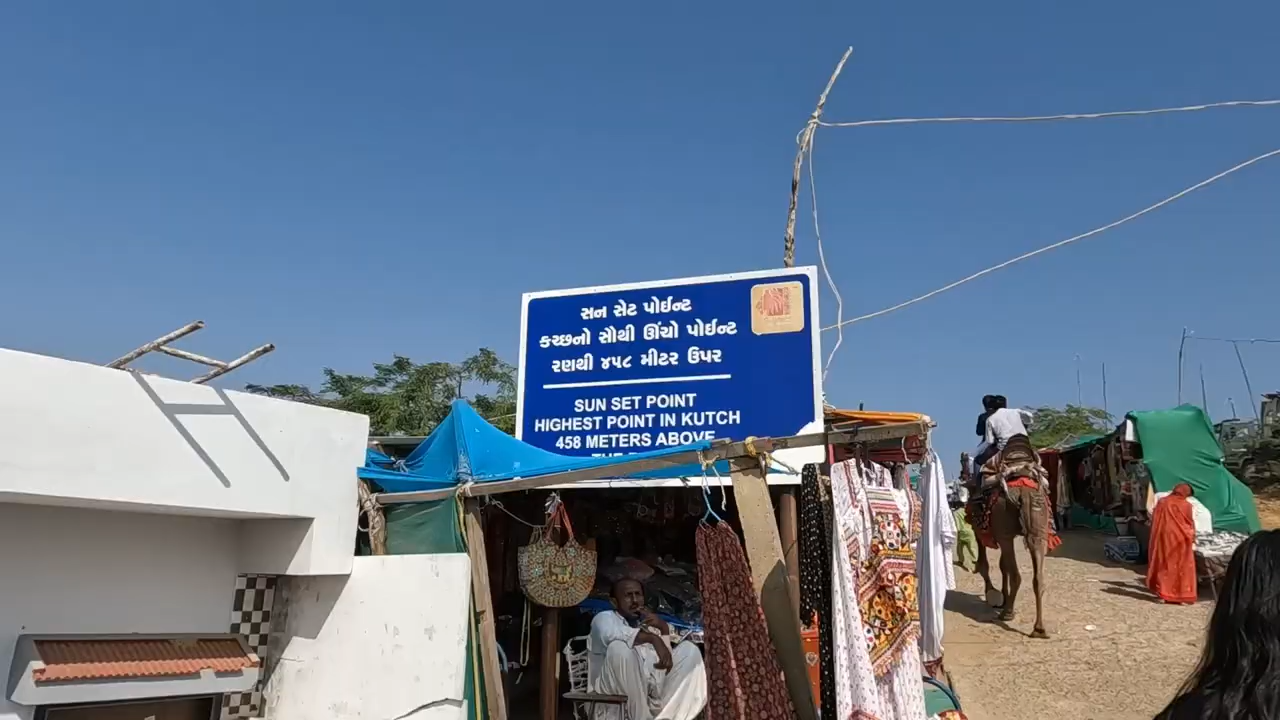 સન સેટ પોઈન્ટ
કચ્છનો સૌથી ઊંચો પોઈન્ટ
રણથી ૪૫૮ મીટર ઉપર
SUN SET POINT
HIGHEST POINT IN KUTCH
458 METERS ABOVE
THE